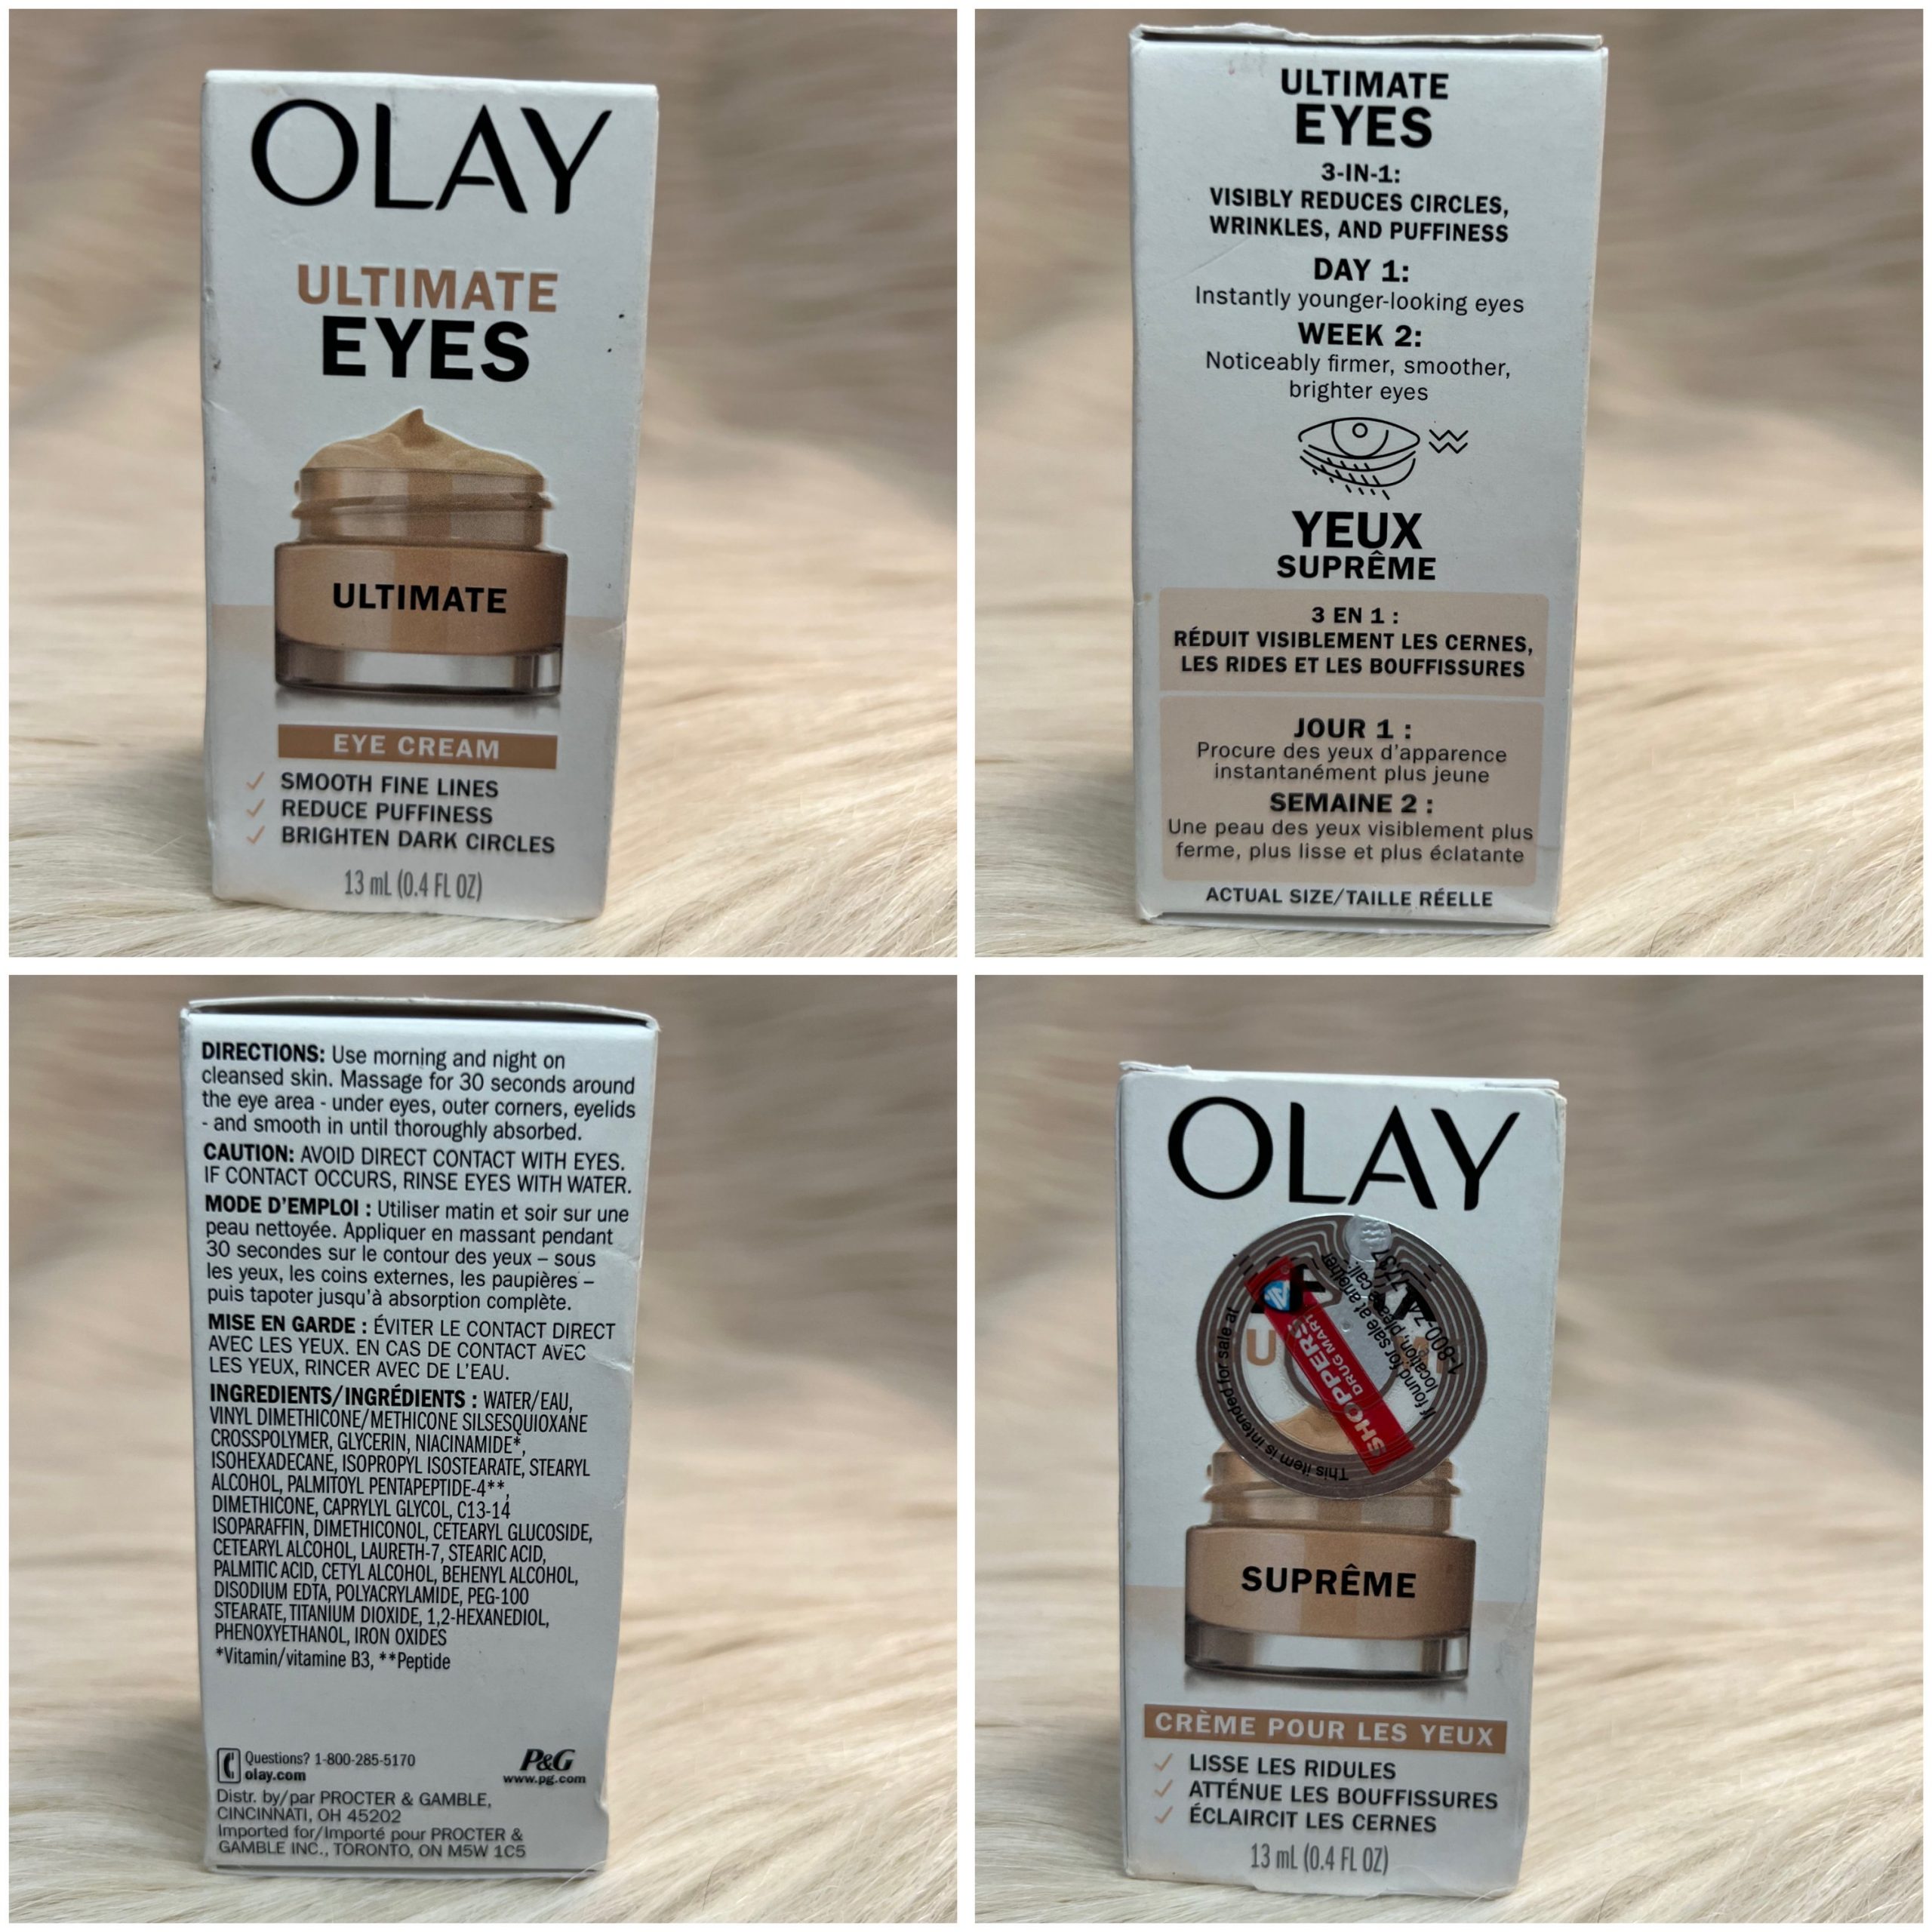 OLAY
ULTIMATE
EYES
ULTIMATE
EYE CREAM
SMOOTH FINE LINES
REDUCE PUFFINESS
BRIGHTEN DARK CIRCLES
13 mL (0.4 FL OZ)
ULTIMATE
EYES
3-IN-1:
VISIBLY REDUCES CIRCLES,
WRINKLES, AND PUFFINESS
DAY 1:
Instantly younger-looking eyes
WEEK 2:
Noticeably firmer, smoother,
brighter eyes
YEUX
SUPRÊME
3 EN 1 :
RÉDUIT VISIBLEMENT LES CERNES,
LES RIDES ET LES BOUFFISSURES
JOUR 1 :
Procure des yeux d'apparence
instantanément plus jeune
SEMAINE 2 :
Une peau des yeux visiblement plus
ferme, plus lisse et plus éclatante
ACTUAL SIZE/TAILLE RÉELLE
DIRECTIONS: Use morning and night on
cleansed skin. Massage for 30 seconds around
the eye area - under eyes, outer corners, eyelids
- and smooth in until thoroughly absorbed.
CAUTION: AVOID DIRECT CONTACT WITH EYES.
IF CONTACT OCCURS, RINSE EYES WITH WATER.
MODE D'EMPLOI : Utiliser matin et soir sur une
peau nettoyée. Appliquer en massant pendant
30 secondes sur le contour des yeux – sous
les yeux, les coins externes, les paupières –
puis tapoter jusqu'à absorption complète.
MISE EN GARDE : ÉVITER LE CONTACT DIRECT
AVEC LES YEUX. EN CAS DE CONTACT AVEC
LES YEUX, RINCER AVEC DE L'EAU.
INGREDIENTS/INGRÉDIENTS : WATER/EAU,
VINYL DIMETHICONE/METHICONE SILSESQUIOXANE
CROSSPOLYMER, GLYCERIN, NIACINAMIDE*,
ISOHEXADECANE, ISOPROPYL ISOSTEARATE, STEARYL
ALCOHOL, PALMITOYL PENTAPEPTIDE-4**,
DIMETHICONE, CAPRYLYL GLYCOL, C13-14
ISOPARAFFIN, DIMETHICONOL, CETEARYL GLUCOSIDE,
CETEARYL ALCOHOL, LAURETH-7, STEARIC ACID,
PALMITIC ACID, CETYL ALCOHOL, BEHENYL ALCOHOL,
DISODIUM EDTA, POLYACRYLAMIDE, PEG-100
STEARATE, TITANIUM DIOXIDE, 1,2-HEXANEDIOL,
PHENOXYETHANOL, IRON OXIDES
*Vitamin/vitamine B3, **Peptide
Questions? 1-800-285-5170
olay.com
P&G
www.pg.com
Distr. by/par PROCTER & GAMBLE,
CINCINNATI, OH 45202
Imported for/Importé pour PROCTER &
GAMBLE INC., TORONTO, ON M5W 1C5
OLAY
This item is intended for sale at
SHOPPERS
DRUG MART
If found for sale at another
location, please call:
SUPRÊME
CRÈME POUR LES YEUX
LISSE LES RIDULES
ATTÉNUE LES BOUFFISSURES
ÉCLAIRCIT LES CERNES
13 mL (0.4 FL OZ)